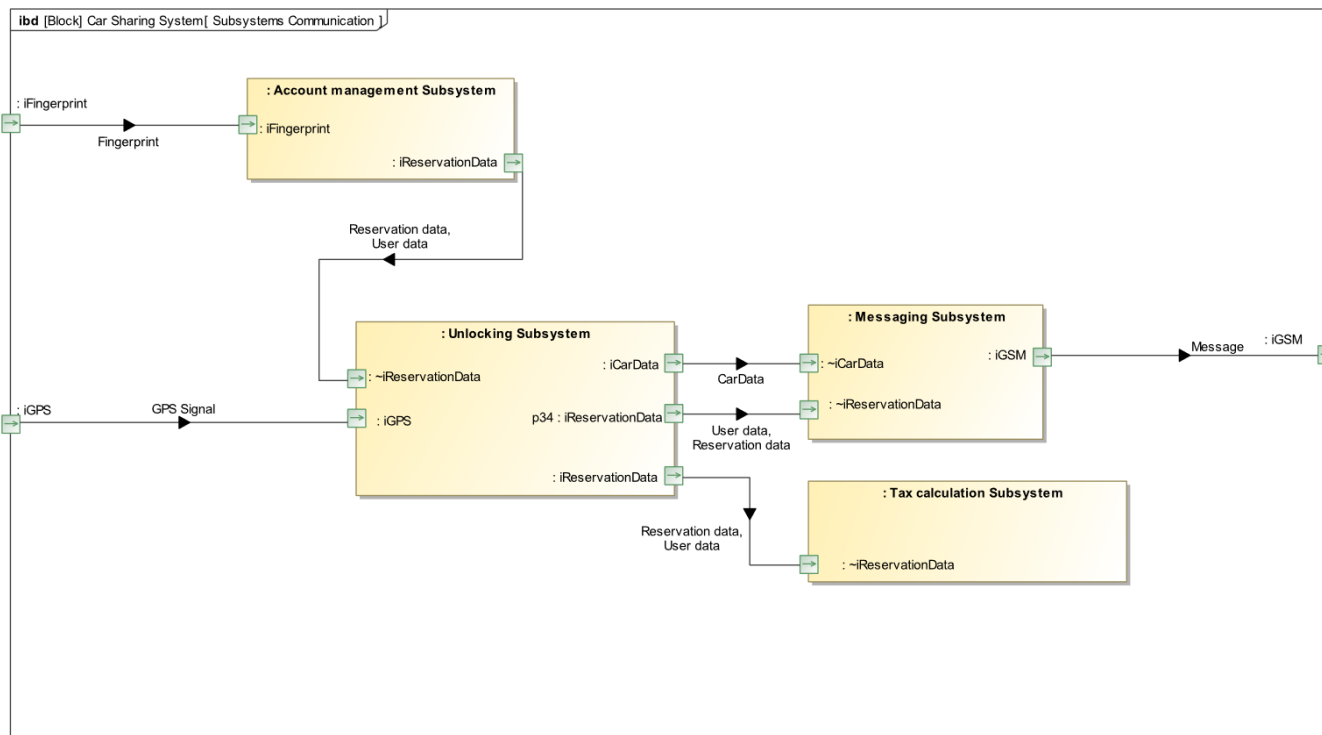 ibd [Block] Car Sharing System[ Subsystems Communication ]
: Account management Subsystem
: iFingerprint
: iFingerprint
Fingerprint
: iReservationData
Reservation data,
User data
: Unlocking Subsystem
: Messaging Subsystem
: iGSM
Message
: iGSM
: iCarData
: ~iCarData
CarData
: ~iReservationData
: iGPS
GPS Signal
: iGPS
p34 : iReservationData
: ~iReservationData
User data,
Reservation data
: iReservationData
: Tax calculation Subsystem
Reservation data,
User data
: ~iReservationData